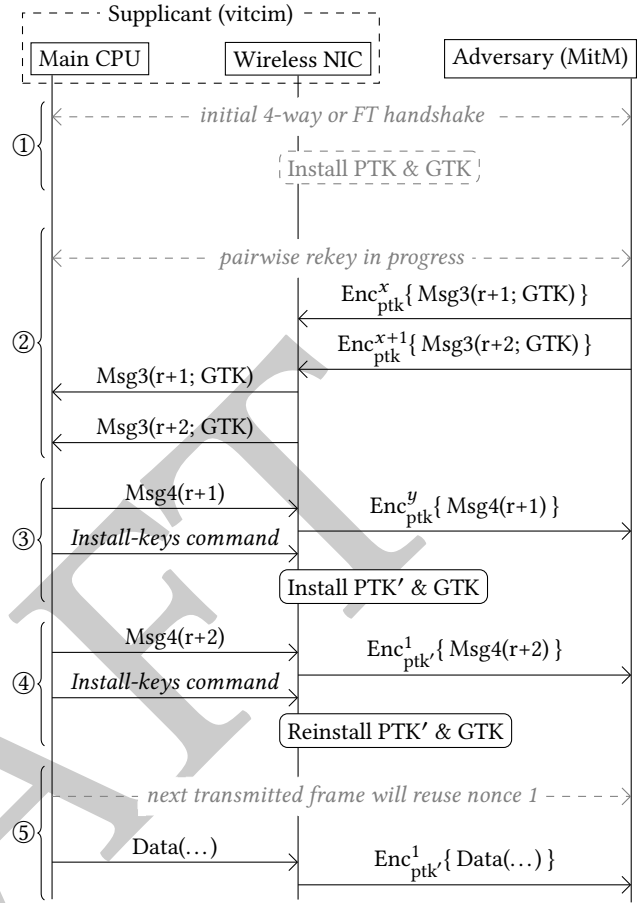 Supplicant (vitcim)
Main CPU Wireless NIC Adversary (MitM)
① initial 4-way or FT handshake
Install PTK & GTK
② pairwise rekey in progress
Enc^x_ptk{ Msg3(r+1; GTK) }
Enc^x+1_ptk{ Msg3(r+2; GTK) }
Msg3(r+1; GTK)
Msg3(r+2; GTK)
③ Msg4(r+1) Enc^y_ptk{ Msg4(r+1) }
Install-keys command
Install PTK′ & GTK
④ Msg4(r+2) Enc^1_ptk′{ Msg4(r+2) }
Install-keys command
Reinstall PTK′ & GTK
⑤ next transmitted frame will reuse nonce 1
Data(…) Enc^1_ptk′{ Data(…) }
AFT